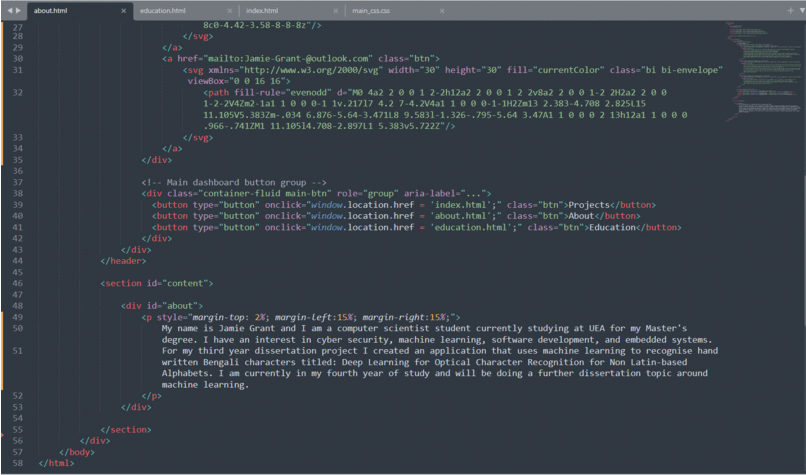 about.html × education.html × index.html × main_css.css × +
27 8c0-4.42-3.58-8-8-8z"/>
28 </svg>
29 </a>
30 <a href="mailto:Jamie-Grant-@outlook.com" class="btn">
31 <svg xmlns="http://www.w3.org/2000/svg" width="30" height="30" fill="currentColor" class="bi bi-envelope"
viewBox="0 0 16 16">
32 <path fill-rule="evenodd" d="M0 4a2 2 0 0 1 2-2h12a2 2 0 0 1 2 2v8a2 2 0 0 1-2 2H2a2 2 0 0
1-2-2V4Zm2-1a1 1 0 0 0-1 1v.217l7 4.2 7-4.2V4a1 1 0 0 0-1-1H2Zm13 2.383-4.708 2.825L15
11.105V5.383Zm-.034 6.876-5.64-3.471L8 9.583l-1.326-.795-5.64 3.47A1 1 0 0 0 2 13h12a1 1 0 0 0
.966-.741ZM1 11.105l4.708-2.897L1 5.383v5.722Z"/>
33 </svg>
34 </a>
35 </div>
36
37 <!-- Main dashboard button group -->
38 <div class="container-fluid main-btn" role="group" aria-label="...">
39 <button type="button" onclick="window.location.href = 'index.html';" class="btn">Projects</button>
40 <button type="button" onclick="window.location.href = 'about.html';" class="btn">About</button>
41 <button type="button" onclick="window.location.href = 'education.html';" class="btn">Education</button>
42 </div>
43 </div>
44 </header>
45
46 <section id="content">
47
48 <div id="about">
49 <p style="margin-top: 2%; margin-left:15%; margin-right:15%;">
50 My name is Jamie Grant and I am a computer scientist student currently studying at UEA for my Master's
degree. I have an interest in cyber security, machine learning, software development, and embedded systems.
51 For my third year dissertation project I created an application that uses machine learning to recognise hand
written Bengali characters titled: Deep Learning for Optical Character Recognition for Non Latin-based
Alphabets. I am currently in my fourth year of study and will be doing a further dissertation topic around
machine learning.
52 </p>
53 </div>
54
55 </section>
56 </div>
57 </body>
58 </html>